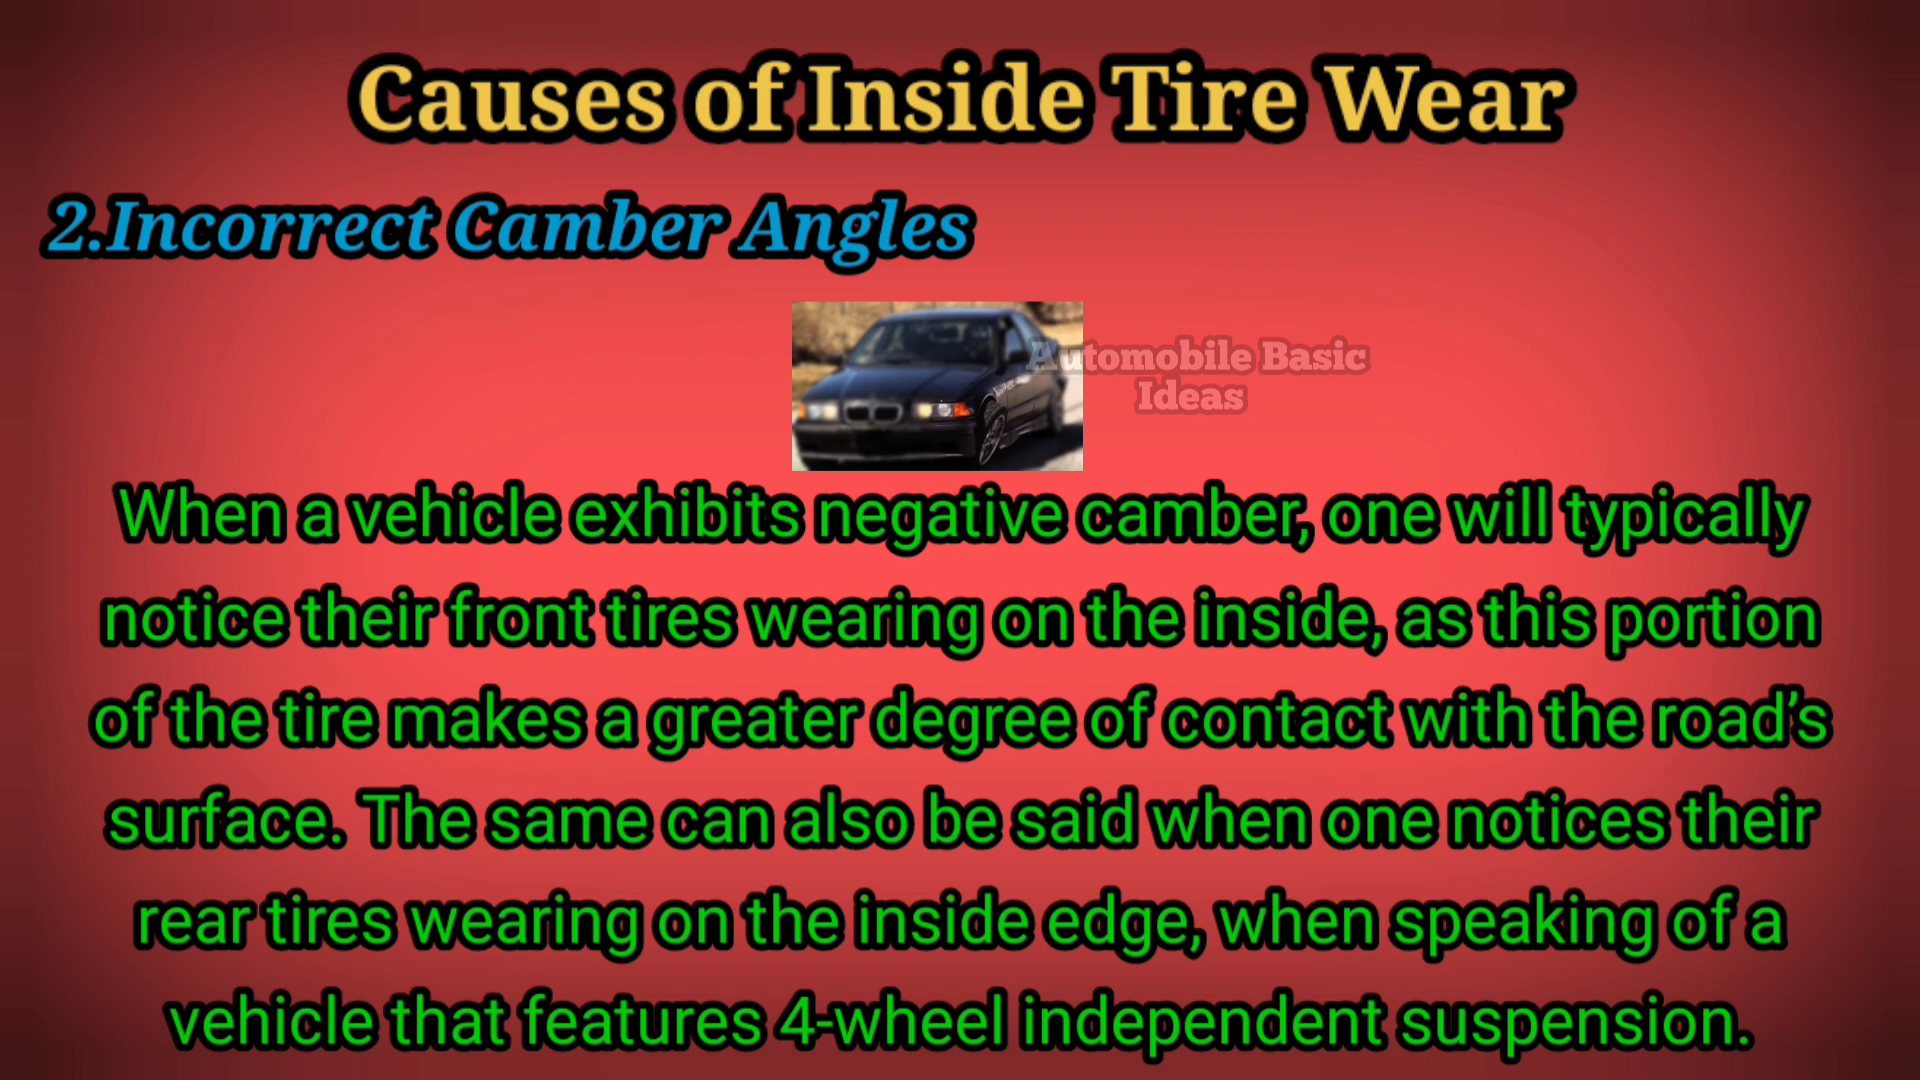 Causes of Inside Tire Wear
2.Incorrect Camber Angles
Automobile Basic
Ideas
When a vehicle exhibits negative camber, one will typically
notice their front tires wearing on the inside, as this portion
of the tire makes a greater degree of contact with the road’s
surface. The same can also be said when one notices their
rear tires wearing on the inside edge, when speaking of a
vehicle that features 4-wheel independent suspension.